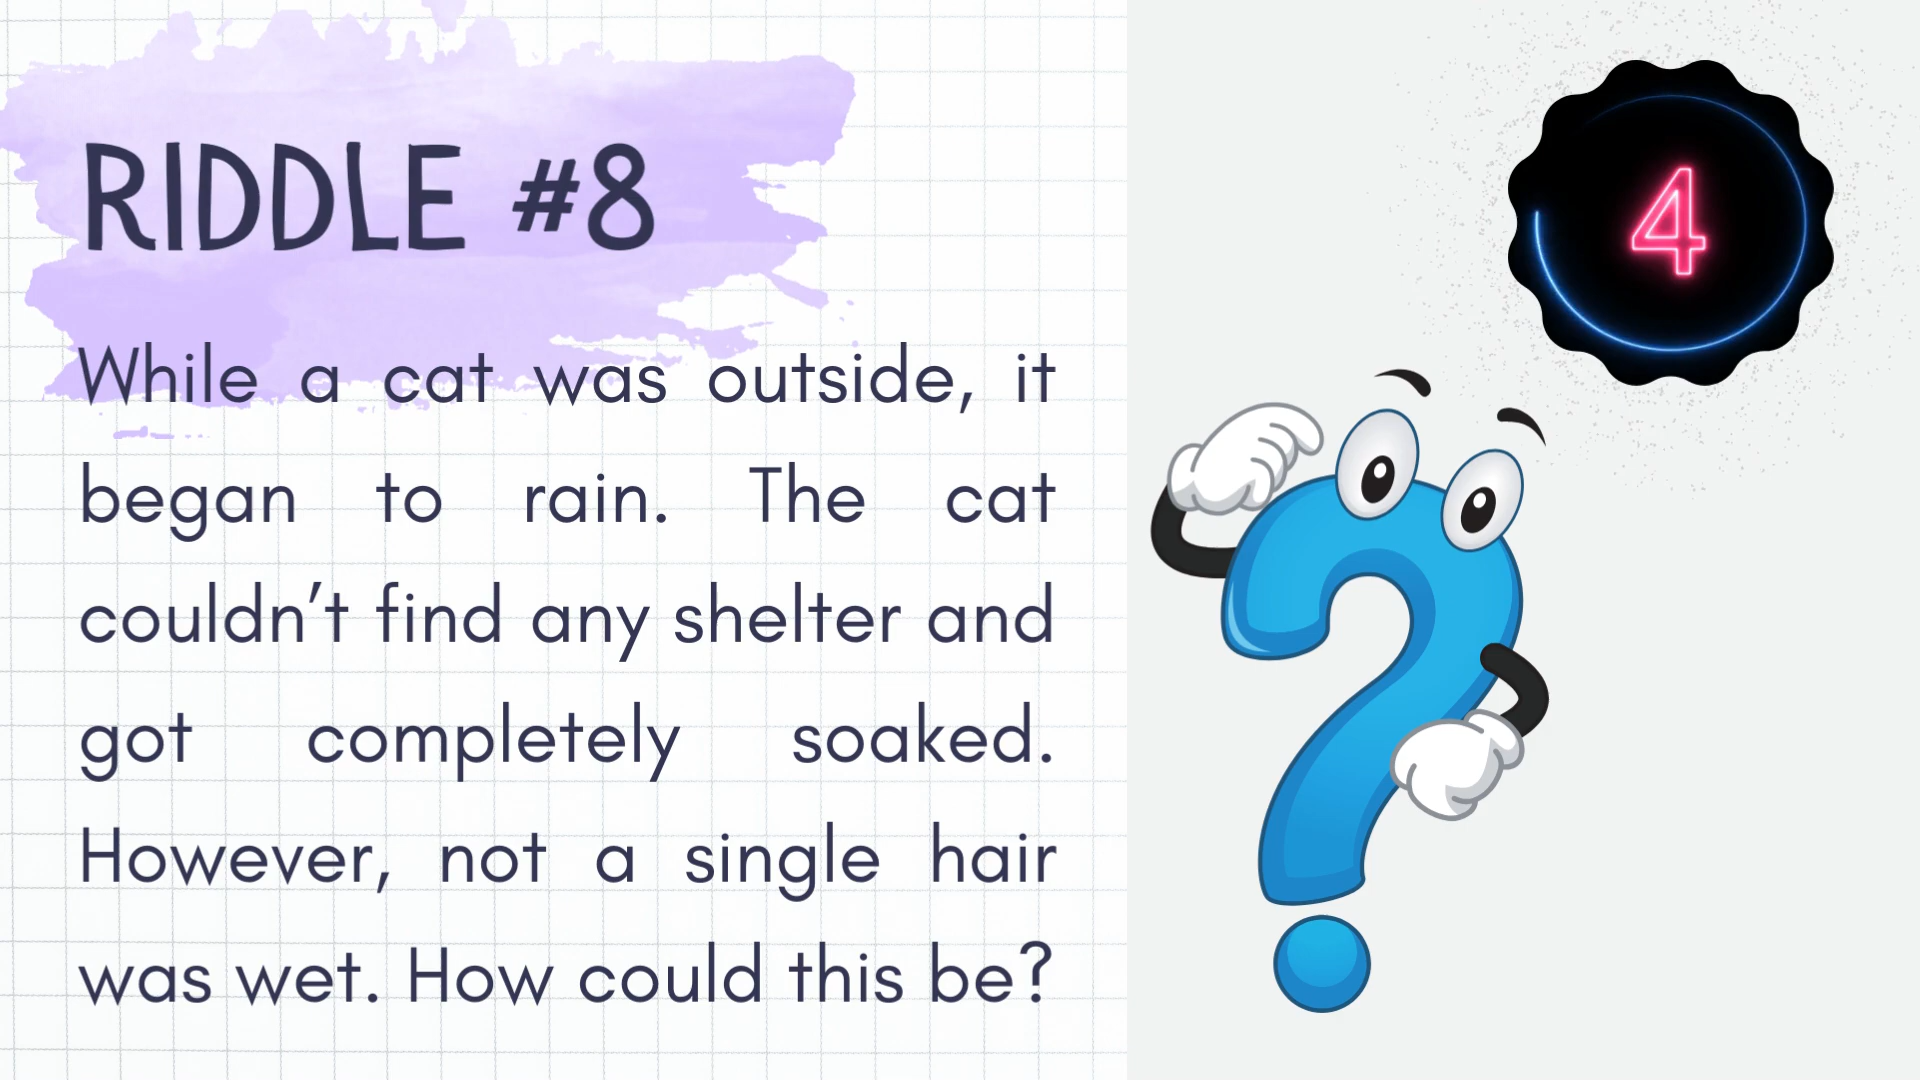 RIDDLE #8
4
While a cat was outside, it
began to rain. The cat
couldn't find any shelter and
got completely soaked.
However, not a single hair
was wet. How could this be?